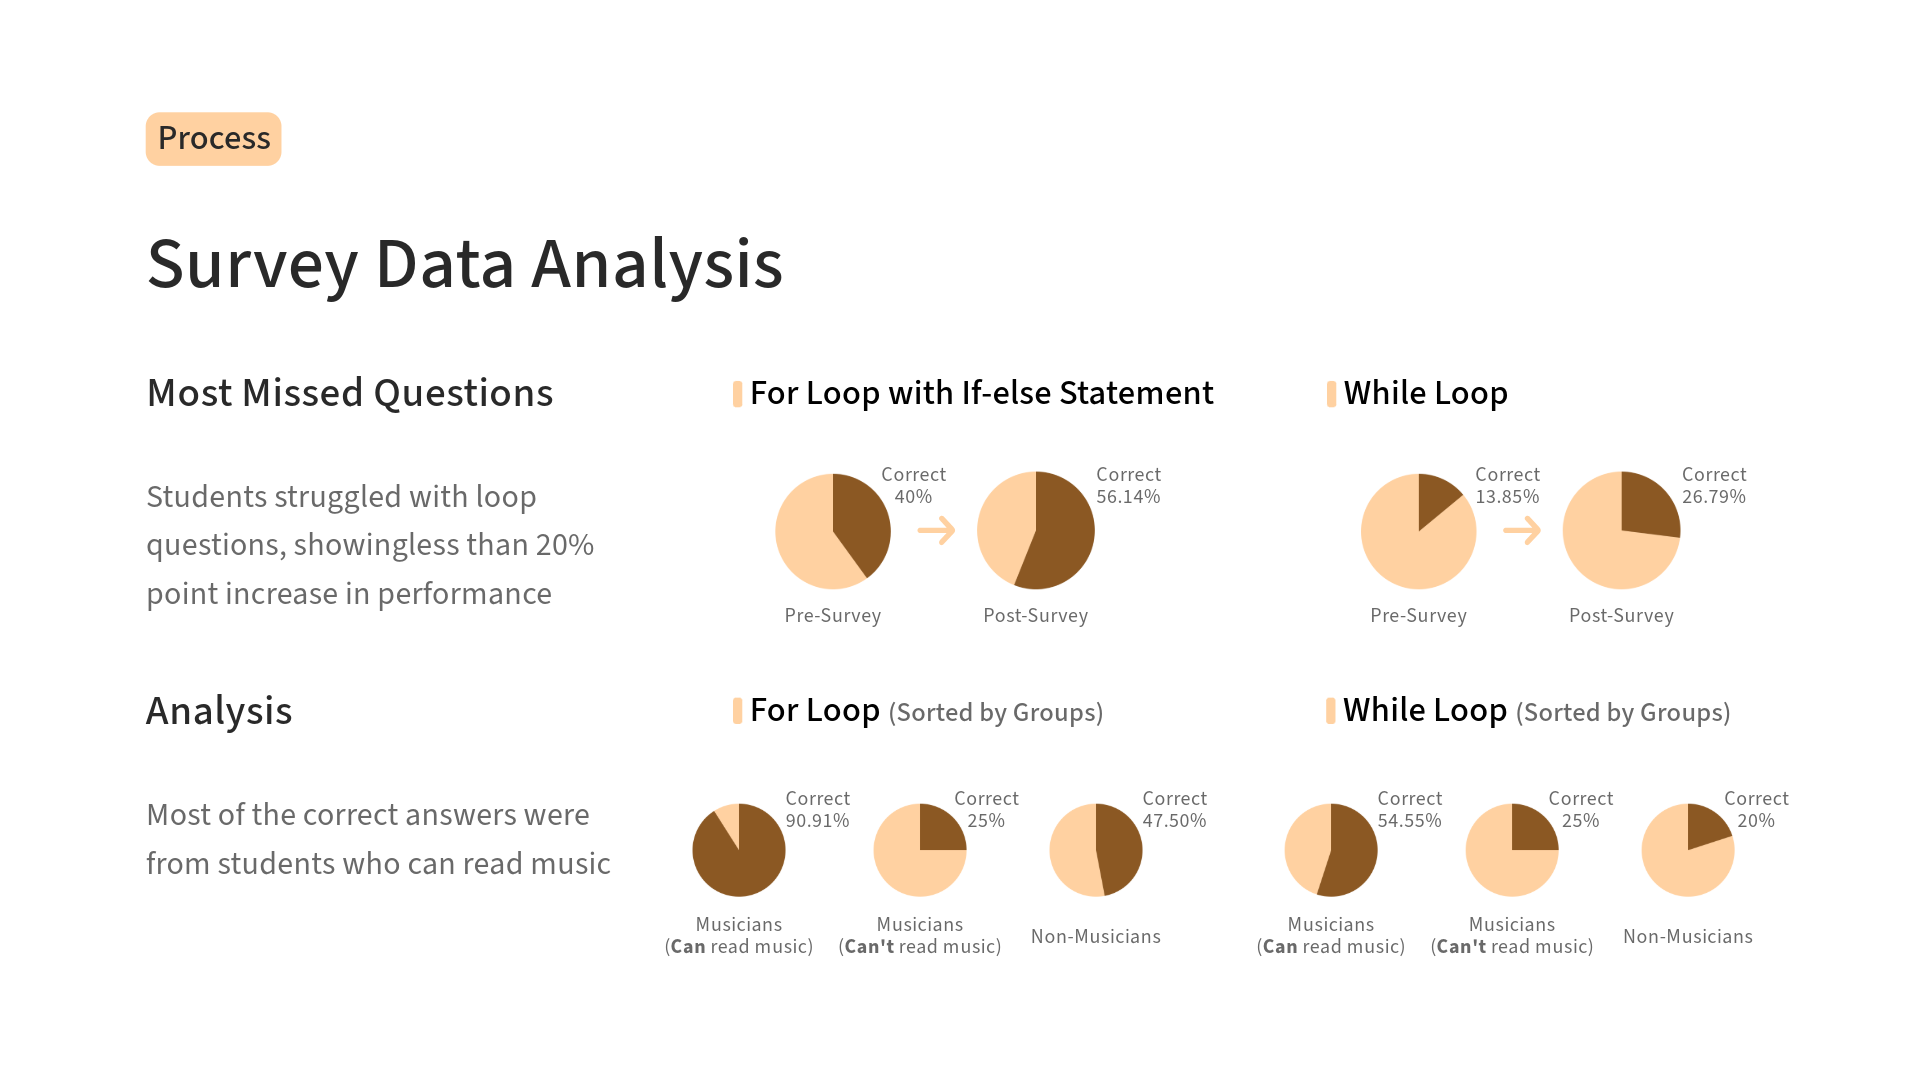 Process
Survey Data Analysis
Most Missed Questions
Students struggled with loop
questions, showingless than 20%
point increase in performance
For Loop with If-else Statement
Correct
40%
Pre-Survey
Correct
56.14%
Post-Survey
While Loop
Correct
13.85%
Pre-Survey
Correct
26.79%
Post-Survey
Analysis
Most of the correct answers were
from students who can read music
For Loop (Sorted by Groups)
Correct
90.91%
Musicians
(Can read music)
Correct
25%
Musicians
(Can't read music)
Correct
47.50%
Non-Musicians
While Loop (Sorted by Groups)
Correct
54.55%
Musicians
(Can read music)
Correct
25%
Musicians
(Can't read music)
Correct
20%
Non-Musicians